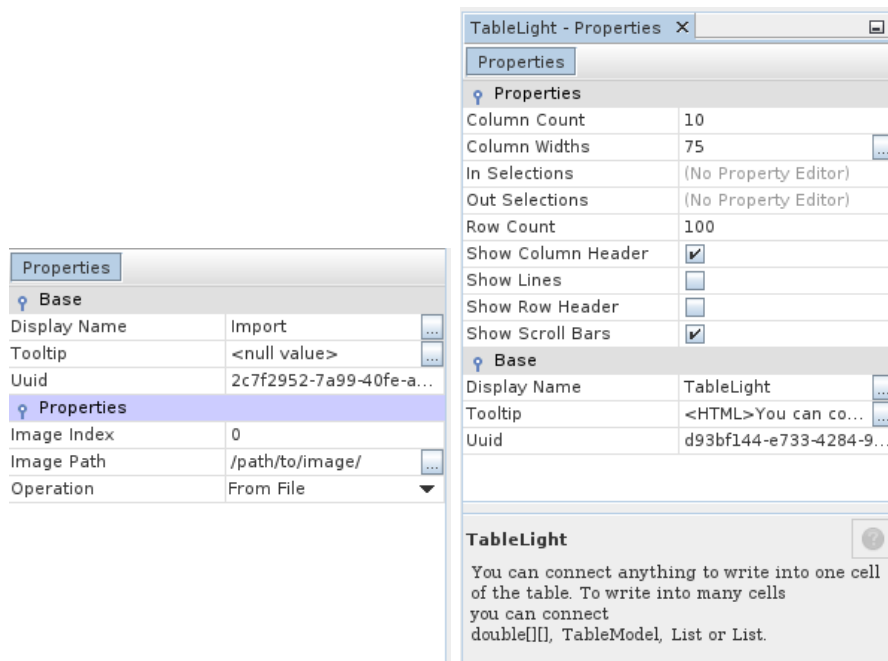 Properties
Base
Display Name Import ...
Tooltip <null value> ...
Uuid 2c7f2952-7a99-40fe-a...
Properties
Image Index 0
Image Path /path/to/image/ ...
Operation From File
TableLight - Properties
Properties
Properties
Column Count 10
Column Widths 75 ...
In Selections (No Property Editor)
Out Selections (No Property Editor)
Row Count 100
Show Column Header
Show Lines
Show Row Header
Show Scroll Bars
Base
Display Name TableLight ...
Tooltip <HTML>You can co... ...
Uuid d93bf144-e733-4284-9...
TableLight ?
You can connect anything to write into one cell
of the table. To write into many cells
you can connect
double[][], TableModel, List or List.